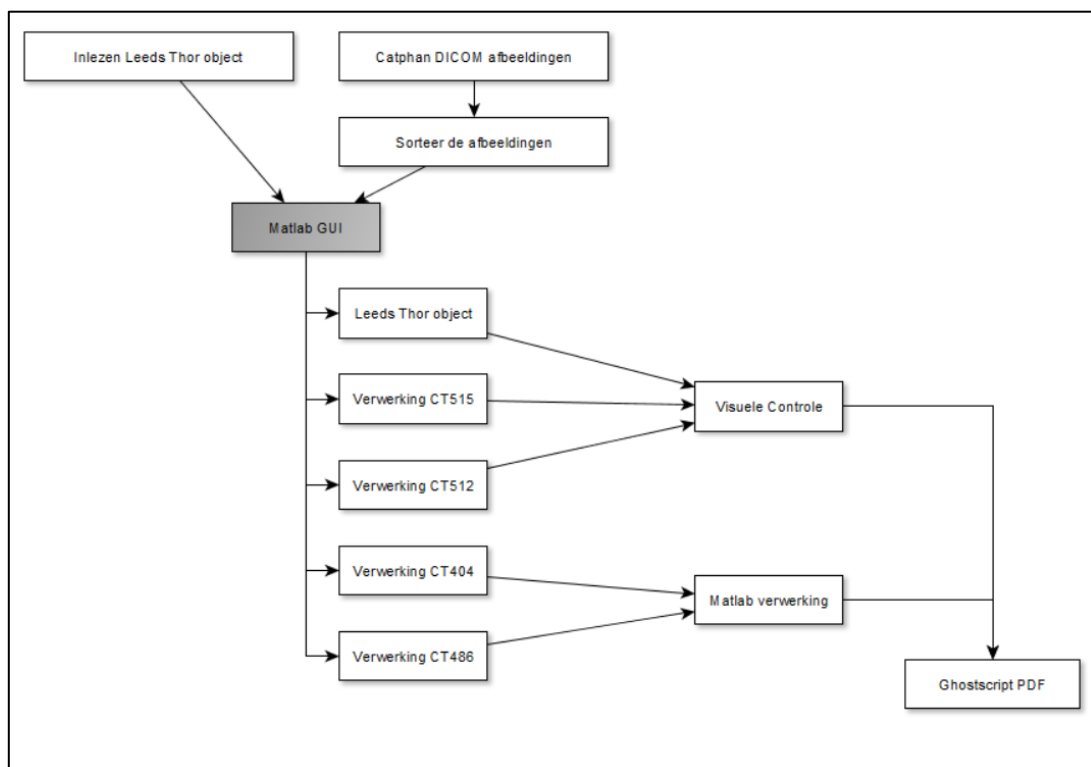 Inlezen Leeds Thor object
Catphan DICOM afbeeldingen
Sorteer de afbeeldingen
Matlab GUI
Leeds Thor object
Verwerking CT515
Visuele Controle
Verwerking CT512
Verwerking CT404
Matlab verwerking
Verwerking CT486
Ghostscript PDF